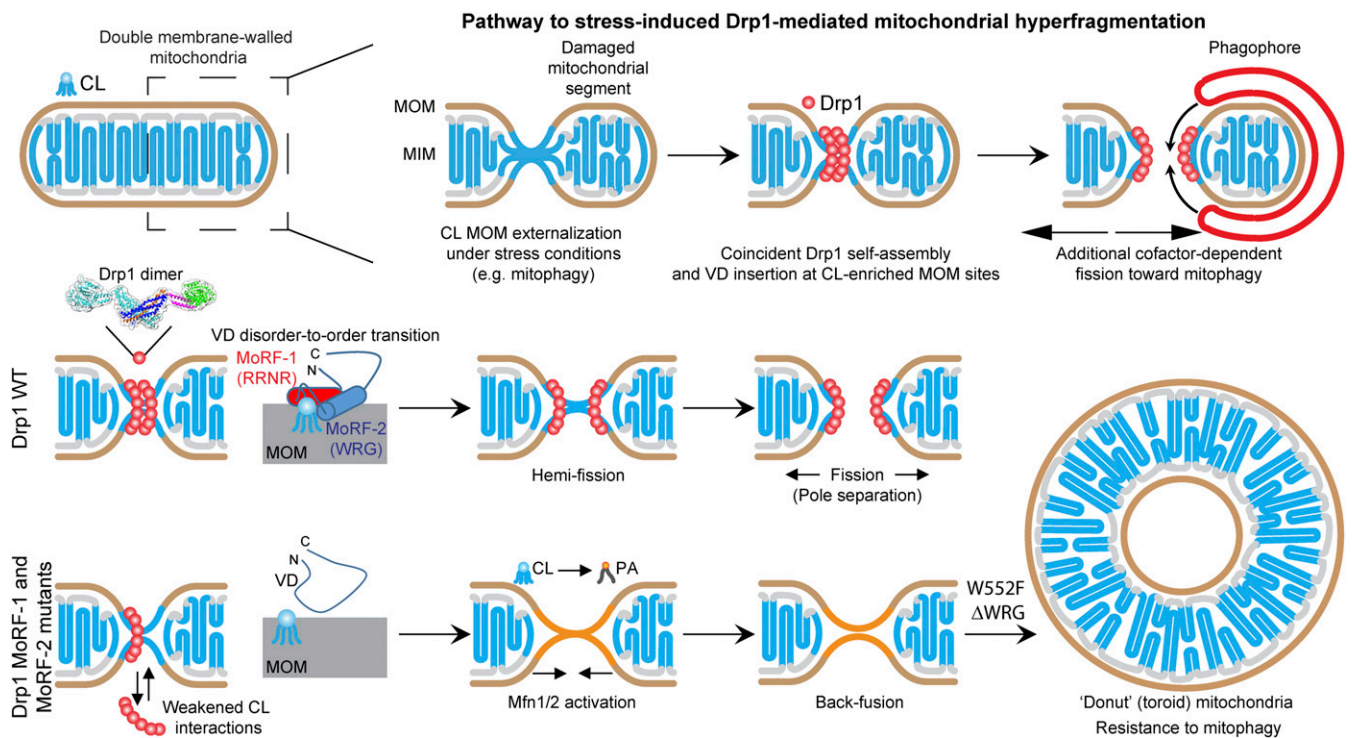 Pathway to stress-induced Drp1-mediated mitochondrial hyperfragmentation
Double membrane-walled
mitochondria
CL
Damaged
mitochondrial
segment
MOM
MIM
Drp1
Phagophore
CL MOM externalization
under stress conditions
(e.g. mitophagy)
Coincident Drp1 self-assembly
and VD insertion at CL-enriched MOM sites
Additional cofactor-dependent
fission toward mitophagy
Drp1 WT
Drp1 dimer
VD disorder-to-order transition
MoRF-1
(RRNR)
C
N
MoRF-2
(WRG)
MOM
Hemi-fission
Fission
(Pole separation)
Drp1 MoRF-1 and
MoRF-2 mutants
Weakened CL
interactions
C
N
VD
MOM
CL
PA
Mfn1/2 activation
Back-fusion
W552F
ΔWRG
‘Donut’ (toroid) mitochondria
Resistance to mitophagy